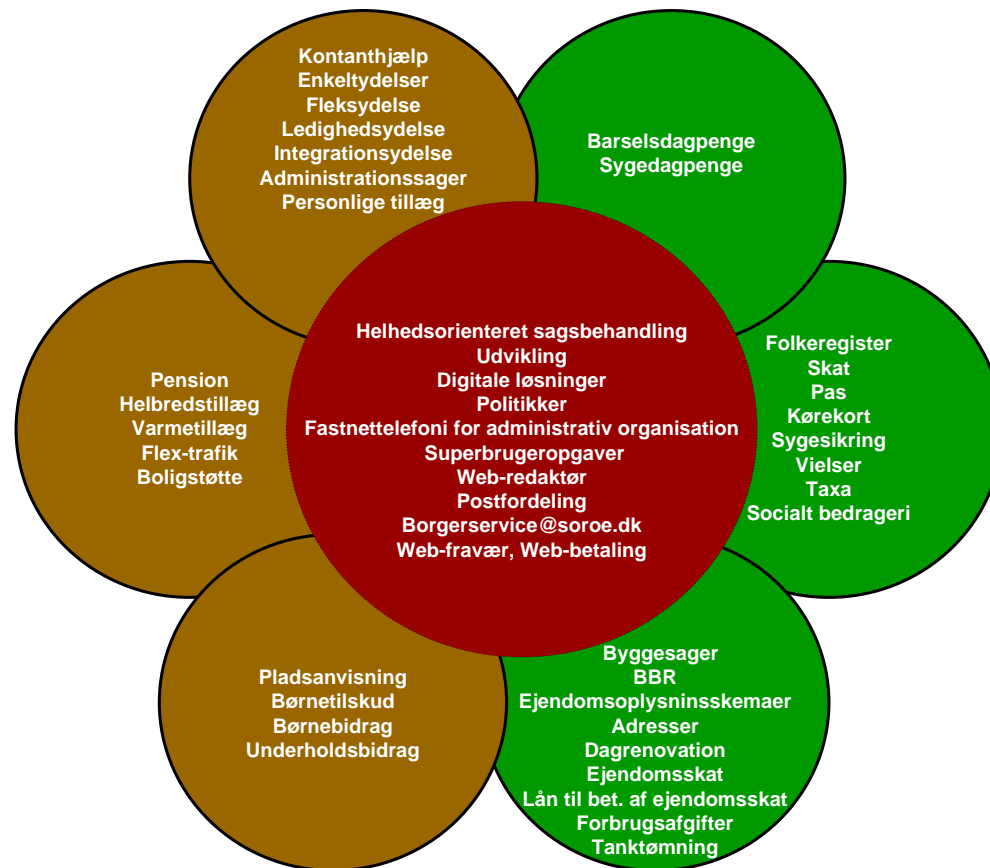 Kontanthjælp
Enkeltydelser
Fleksydelse
Ledighedsydelse
Integrationsydelse
Administrationssager
Personlige tillæg
Barselsdagpenge
Sygedagpenge
Helhedsorienteret sagsbehandling
Udvikling
Digitale løsninger
Politikker
Fastnettelefoni for administrativ organisation
Superbrugeropgaver
Web-redaktør
Postfordeling
Borgerservice@soroe.dk
Web-fravær, Web-betaling
Folkeregister
Skat
Pas
Kørekort
Sygesikring
Vielser
Taxa
Socialt bedrageri
Pension
Helbredstillæg
Varmetillæg
Flex-trafik
Boligstøtte
Pladsanvisning
Børnetilskud
Børnebidrag
Underholdsbidrag
Byggesager
BBR
Ejendomsoplysninsskemaer
Adresser
Dagrenovation
Ejendomsskat
Lån til bet. af ejendomsskat
Forbrugsafgifter
Tanktømning